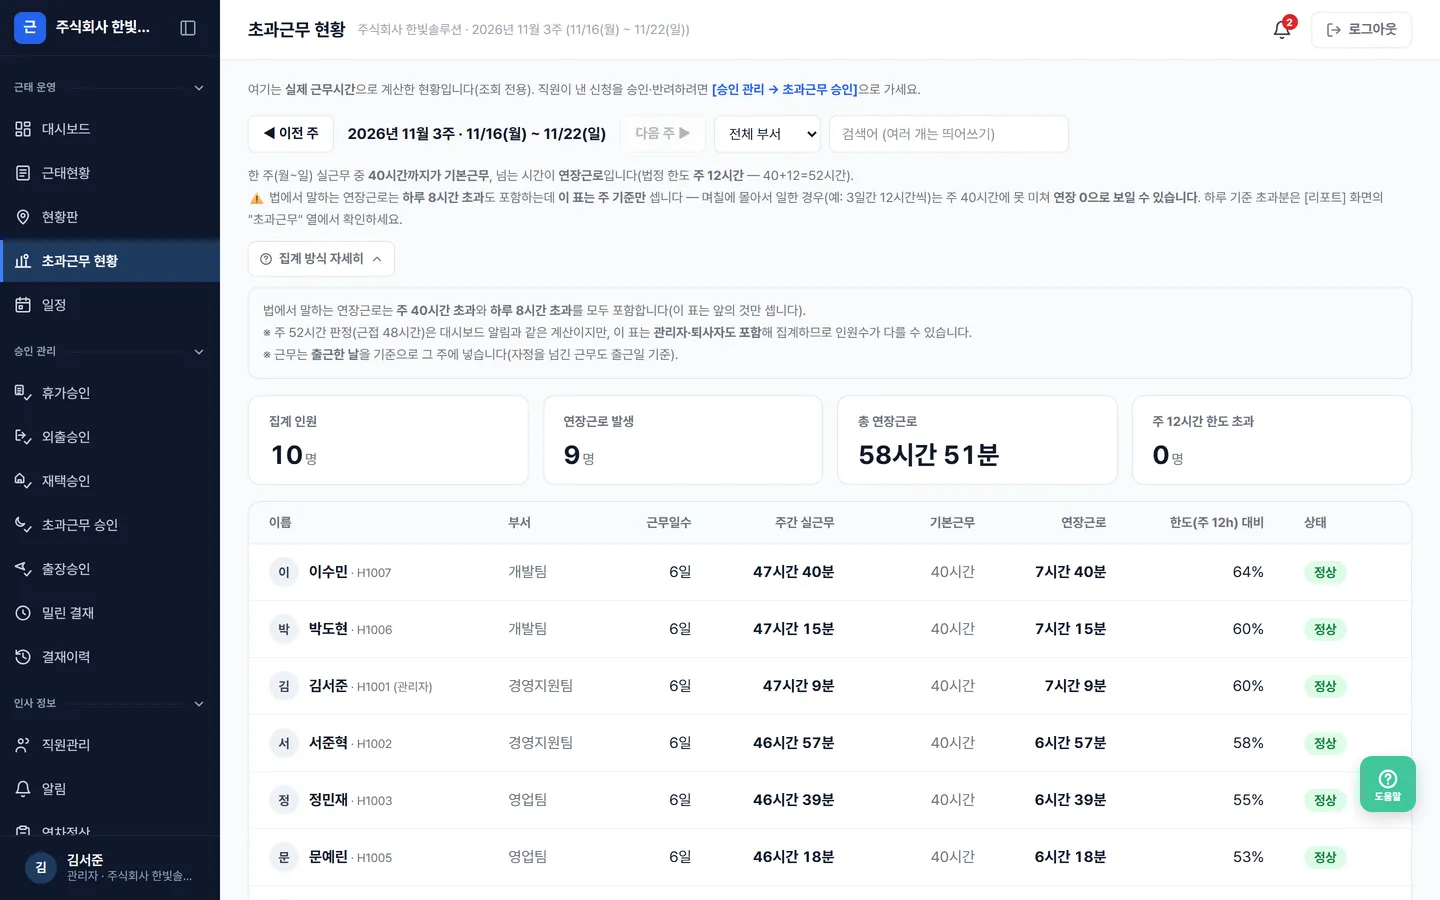 근 주식회사 한빛...
근태 운영
대시보드
근태현황
현황판
초과근무 현황
일정
승인 관리
휴가승인
외출승인
재택승인
초과근무 승인
출장승인
밀린 결재
결재이력
인사 정보
직원관리
알림
연차정산
김 김서준
관리자 · 주식회사 한빛솔...
초과근무 현황 주식회사 한빛솔루션 · 2026년 11월 3주 (11/16(월) ~ 11/22(일))
2
로그아웃
여기는 실제 근무시간으로 계산한 현황입니다(조회 전용). 직원이 낸 신청을 승인·반려하려면 [승인 관리 → 초과근무 승인]으로 가세요.
◀ 이전 주 2026년 11월 3주 · 11/16(월) ~ 11/22(일) 다음 주 ▶ 전체 부서 검색어 (여러 개는 띄어쓰기)
한 주(월~일) 실근무 중 40시간까지가 기본근무, 넘는 시간이 연장근로입니다(법정 한도 주 12시간 — 40+12=52시간).
⚠️ 법에서 말하는 연장근로는 하루 8시간 초과도 포함하는데 이 표는 주 기준만 셉니다 — 며칠에 몰아서 일한 경우(예: 3일간 12시간씩)는 주 40시간에 못 미쳐 연장 0으로 보일 수 있습니다. 하루 기준 초과분은 [리포트] 화면의
"초과근무" 열에서 확인하세요.
집계 방식 자세히
법에서 말하는 연장근로는 주 40시간 초과와 하루 8시간 초과를 모두 포함합니다(이 표는 앞의 것만 셉니다).
※ 주 52시간 판정(근접 48시간)은 대시보드 알림과 같은 계산이지만, 이 표는 관리자·퇴사자도 포함해 집계하므로 인원수가 다를 수 있습니다.
※ 근무는 출근한 날을 기준으로 그 주에 넣습니다(자정을 넘긴 근무도 출근일 기준).
집계 인원
10명
연장근로 발생
9명
총 연장근로
58시간 51분
주 12시간 한도 초과
0명
이름 부서 근무일수 주간 실근무 기본근무 연장근로 한도(주 12h) 대비 상태
이 이수민 · H1007 개발팀 6일 47시간 40분 40시간 7시간 40분 64% 정상
박 박도현 · H1006 개발팀 6일 47시간 15분 40시간 7시간 15분 60% 정상
김 김서준 · H1001 (관리자) 경영지원팀 6일 47시간 9분 40시간 7시간 9분 60% 정상
서 서준혁 · H1002 경영지원팀 6일 46시간 57분 40시간 6시간 57분 58% 정상
정 정민재 · H1003 영업팀 6일 46시간 39분 40시간 6시간 39분 55% 정상
문 문예린 · H1005 영업팀 6일 46시간 18분 40시간 6시간 18분 53% 정상
도움말